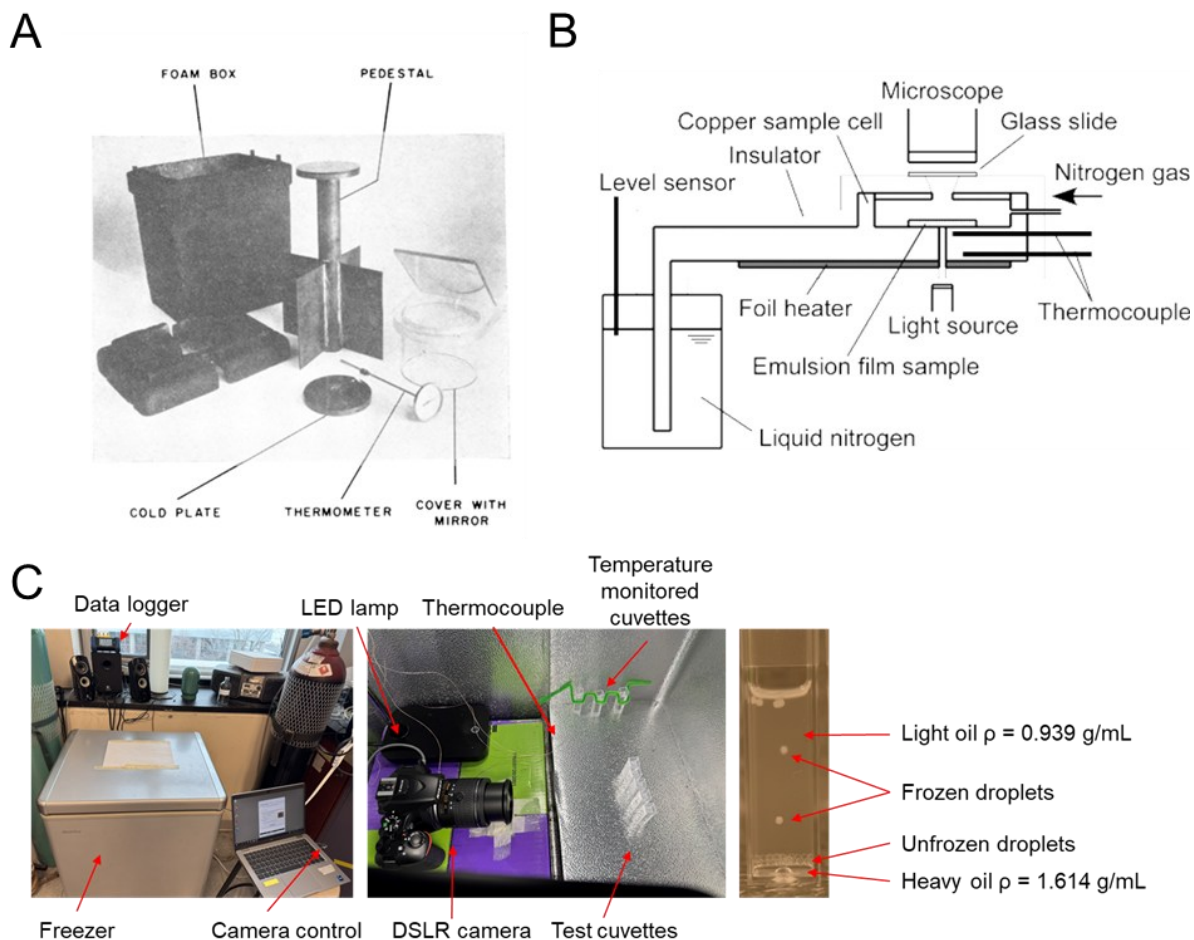 A
FOAM BOX
PEDESTAL
COLD PLATE
THERMOMETER
COVER WITH
MIRROR
B
Microscope
Copper sample cell
Glass slide
Insulator
Nitrogen gas
Level sensor
Foil heater
Thermocouple
Light source
Emulsion film sample
Liquid nitrogen
C
Data logger
LED lamp
Thermocouple
Temperature
monitored
cuvettes
Light oil ρ = 0.939 g/mL
Frozen droplets
Unfrozen droplets
Heavy oil ρ = 1.614 g/mL
Freezer
Camera control
DSLR camera
Test cuvettes